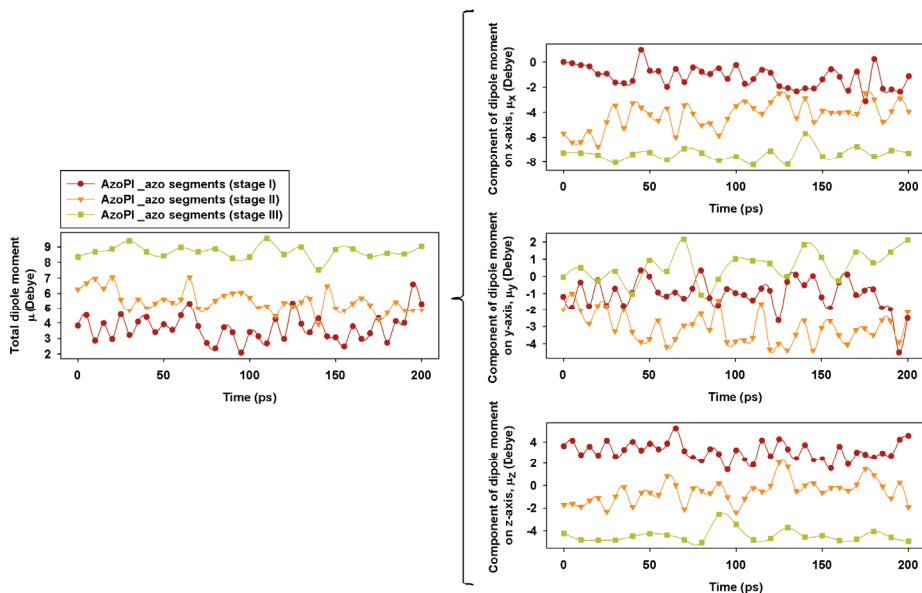 AzoPI _azo segments (stage I)
AzoPI _azo segments (stage II)
AzoPI _azo segments (stage III)
Total dipole moment
μ (Debye)
9
8
7
6
5
4
3
2
0
50
100
150
200
Time (ps)
Component of dipole moment
on x-axis, μX (Debye)
0
-2
-4
-6
-8
0
50
100
150
200
Time (ps)
Component of dipole moment
on y-axis, μy (Debye)
2
1
0
-1
-2
-4
0
50
100
150
200
Time (ps)
Component of dipole moment
on z-axis, μZ (Debye)
4
2
0
-2
-4
0
50
100
150
200
Time (ps)